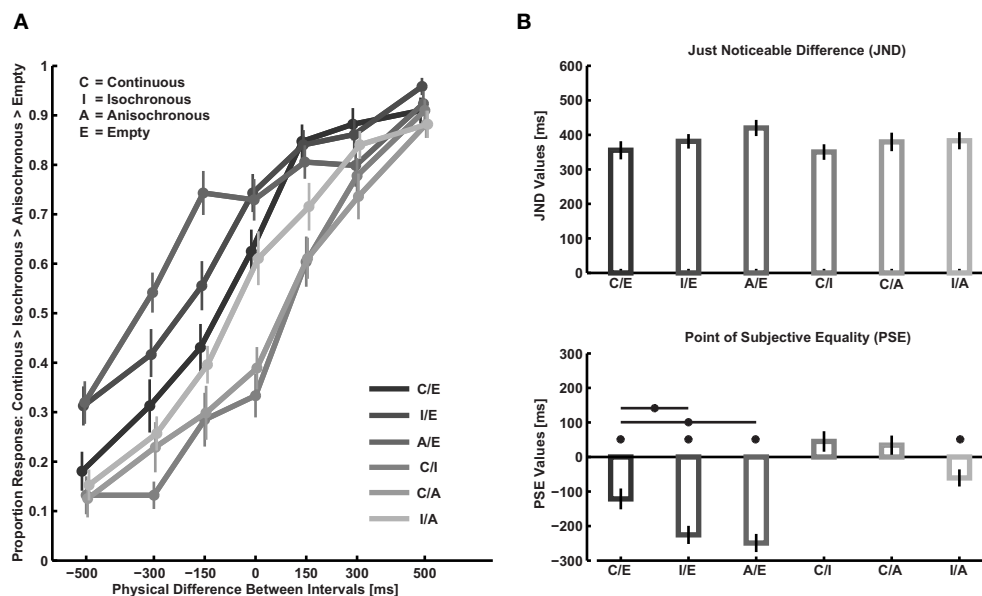 A
Proportion Response: Continous > Isochronous > Anisochronous > Empty
1
0.9
0.8
0.7
0.6
0.5
0.4
0.3
0.2
0.1
0
C = Continuous
I = Isochronous
A = Anisochronous
E = Empty
C/E
I/E
A/E
C/I
C/A
I/A
−500 −300 −150 0 150 300 500
Physical Difference Between Intervals [ms]
B
Just Noticeable Difference (JND)
JND Values [ms]
600
500
400
300
200
100
0
C/E I/E A/E C/I C/A I/A
Point of Subjective Equality (PSE)
PSE Values [ms]
300
200
100
0
−100
−200
−300
C/E I/E A/E C/I C/A I/A